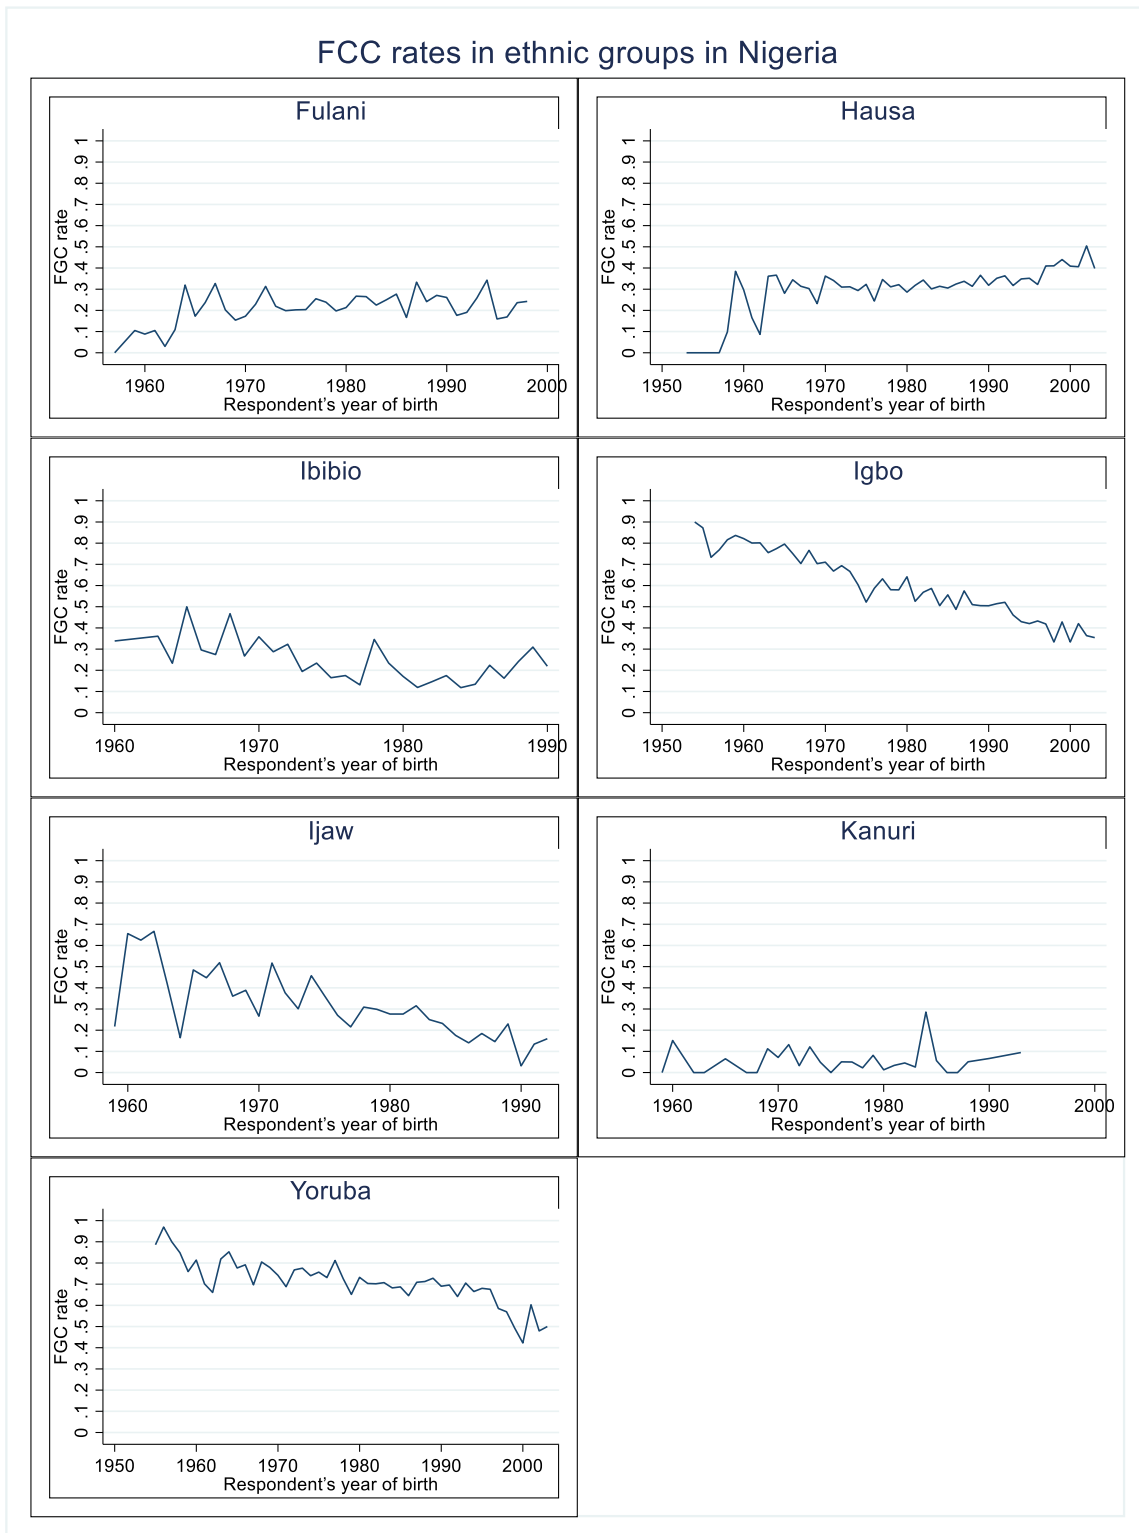 FCC rates in ethnic groups in Nigeria
Fulani
FGC rate
0 .1 .2 .3 .4 .5 .6 .7 .8 .9 1
1960 1970 1980 1990 2000
Respondent's year of birth
Hausa
FGC rate
0 .1 .2 .3 .4 .5 .6 .7 .8 .9 1
1950 1960 1970 1980 1990 2000
Respondent's year of birth
Ibibio
FGC rate
0 .1 .2 .3 .4 .5 .6 .7 .8 .9 1
1960 1970 1980 1990
Respondent's year of birth
Igbo
FGC rate
0 .1 .2 .3 .4 .5 .6 .7 .8 .9 1
1950 1960 1970 1980 1990 2000
Respondent's year of birth
Ijaw
FGC rate
0 .1 .2 .3 .4 .5 .6 .7 .8 .9 1
1960 1970 1980 1990
Respondent's year of birth
Kanuri
FGC rate
0 .1 .2 .3 .4 .5 .6 .7 .8 .9 1
1960 1970 1980 1990 2000
Respondent's year of birth
Yoruba
FGC rate
0 .1 .2 .3 .4 .5 .6 .7 .8 .9 1
1950 1960 1970 1980 1990 2000
Respondent's year of birth